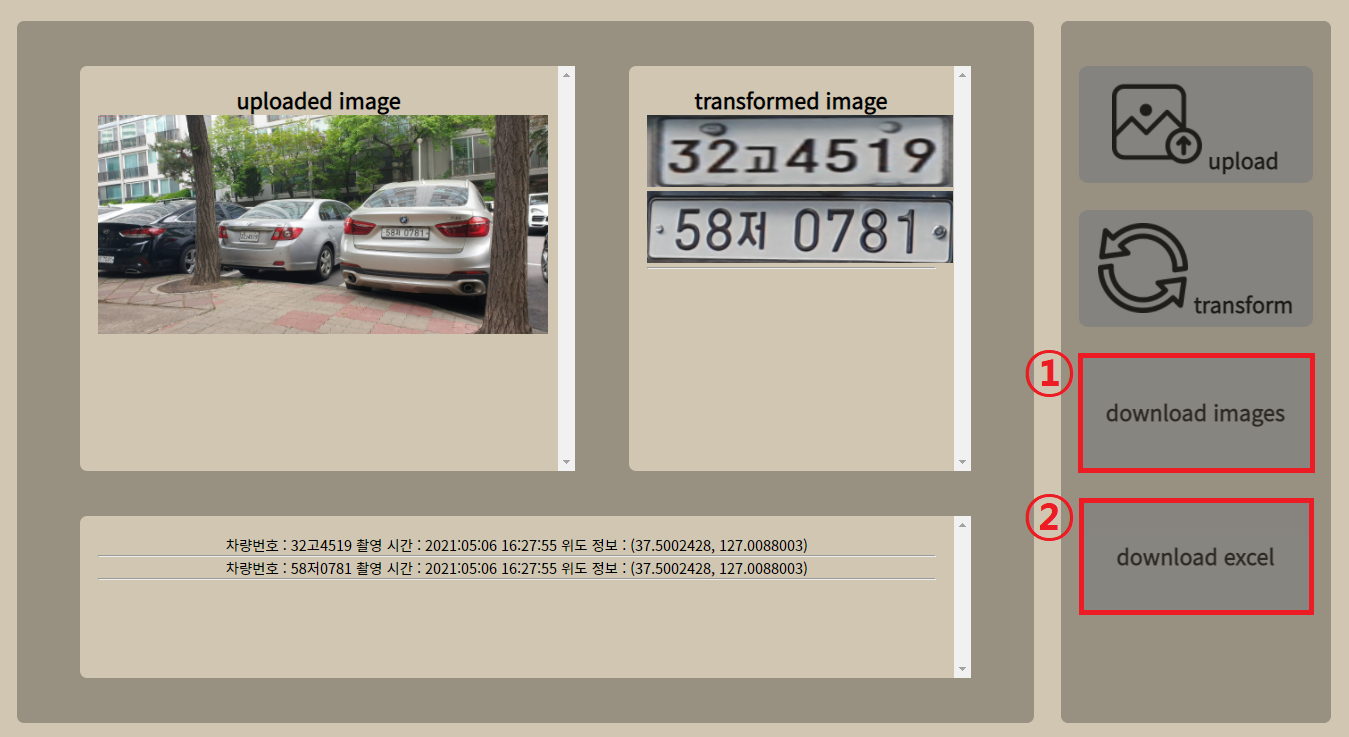 uploaded image
58저 0781
transformed image
32고4519
58저 0781
차량번호 : 32고4519 촬영 시간 : 2021:05:06 16:27:55 위도 정보 : (37.5002428, 127.0088003)
차량번호 : 58저0781 촬영 시간 : 2021:05:06 16:27:55 위도 정보 : (37.5002428, 127.0088003)
upload
transform
①
download images
②
download excel